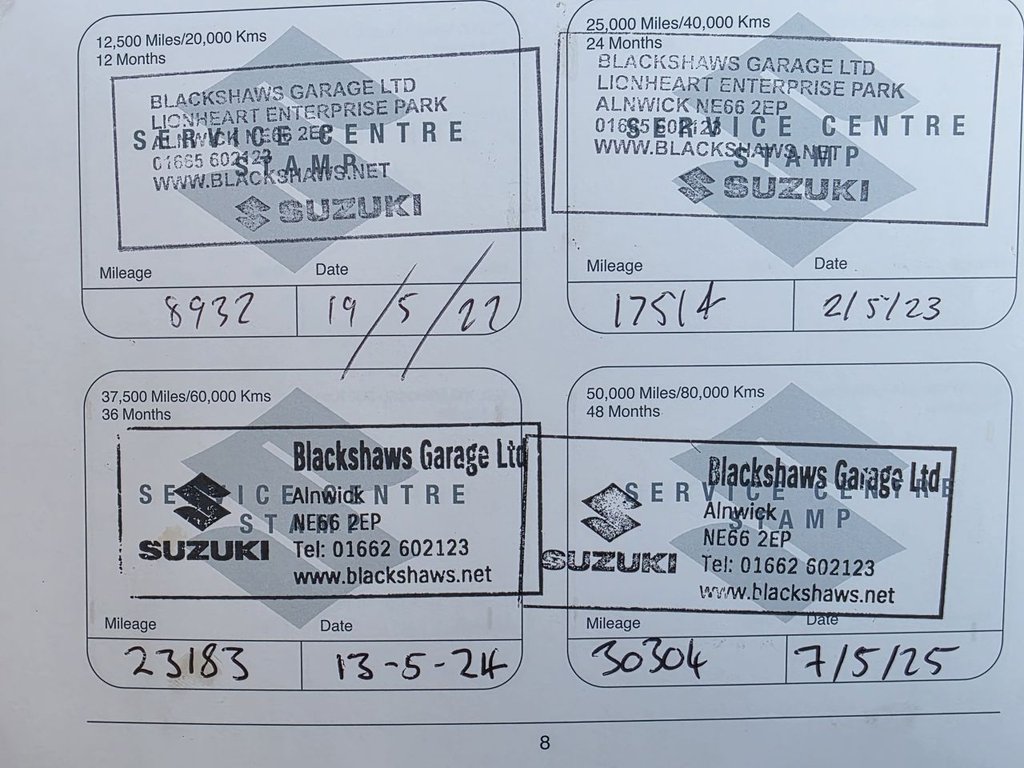 12,500 Miles/20,000 Kms
12 Months
SERVICE CENTRE
STAMP
BLACKSHAWS GARAGE LTD
LIONHEART ENTERPRISE PARK
ALNWICK NE66 2EP
01665 602123
WWW.BLACKSHAWS.NET
SUZUKI
Mileage Date
8932 19/5/22
25,000 Miles/40,000 Kms
24 Months
SERVICE CENTRE
STAMP
BLACKSHAWS GARAGE LTD
LIONHEART ENTERPRISE PARK
ALNWICK NE66 2EP
01665 602123
WWW.BLACKSHAWS.NET
SUZUKI
Mileage Date
17514 2/5/23
37,500 Miles/60,000 Kms
36 Months
SERVICE CENTRE
STAMP
Blackshaws Garage Ltd
Alnwick
NE66 2EP
SUZUKI
Tel: 01662 602123
www.blackshaws.net
Mileage Date
23183 13-5-24
50,000 Miles/80,000 Kms
48 Months
SERVICE CENTRE
STAMP
Blackshaws Garage Ltd
Alnwick
NE66 2EP
SUZUKI
Tel: 01662 602123
www.blackshaws.net
Mileage Date
30304 7/5/25
8